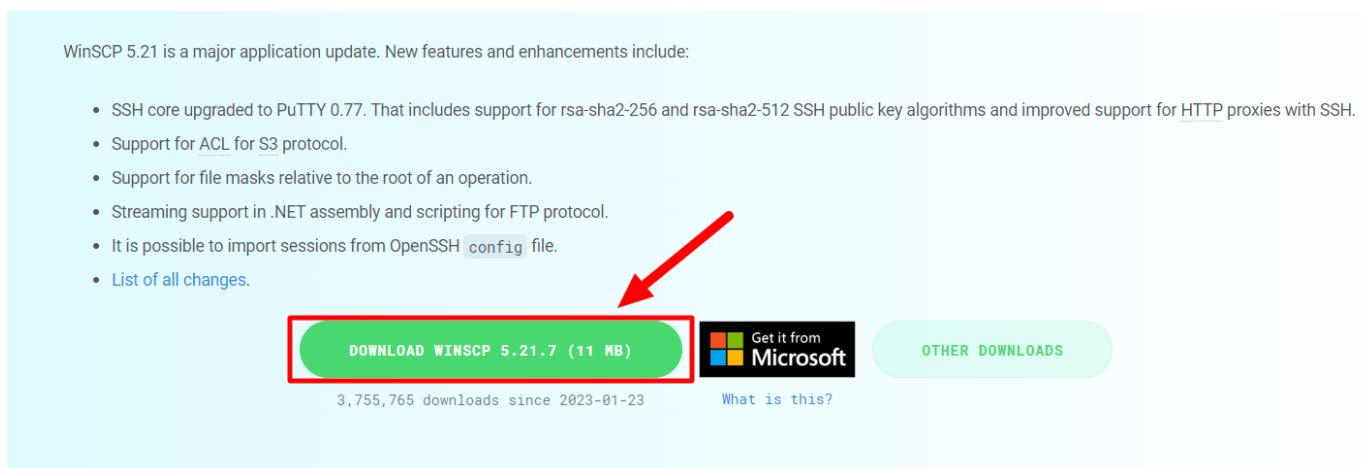 WinSCP 5.21 is a major application update. New features and enhancements include:
SSH core upgraded to PuTTY 0.77. That includes support for rsa-sha2-256 and rsa-sha2-512 SSH public key algorithms and improved support for HTTP proxies with SSH.
Support for ACL for S3 protocol.
Support for file masks relative to the root of an operation.
Streaming support in .NET assembly and scripting for FTP protocol.
It is possible to import sessions from OpenSSH config file.
List of all changes.
DOWNLOAD WINSCP 5.21.7 (11 MB)
Get it from
Microsoft
OTHER DOWNLOADS
3,755,765 downloads since 2023-01-23
What is this?